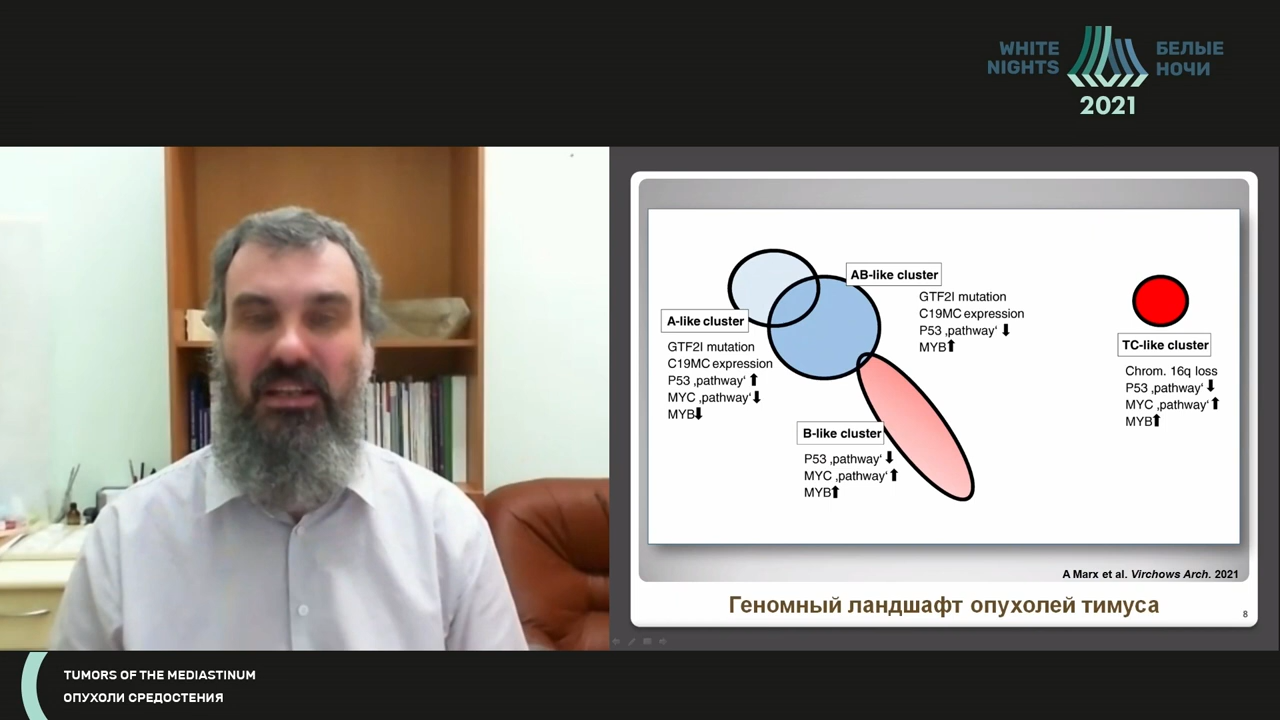 WHITE
NIGHTS
БЕЛЫЕ
НОЧИ
2021
AB-like cluster
GTF2I mutation
C19MC expression
P53 ‚pathway‘ ⬇
MYB⬆
A-like cluster
GTF2I mutation
C19MC expression
P53 ‚pathway‘ ⬆
MYC ‚pathway‘⬇
MYB⬇
B-like cluster
P53 ‚pathway‘ ⬇
MYC ‚pathway‘⬆
MYB⬆
TC-like cluster
Chrom. 16q loss
P53 ‚pathway‘⬇
MYC ‚pathway‘⬆
MYB⬆
A Marx et al. Virchows Arch. 2021
Геномный ландшафт опухолей тимуса
8
TUMORS OF THE MEDIASTINUM
ОПУХОЛИ СРЕДОСТЕНИЯ